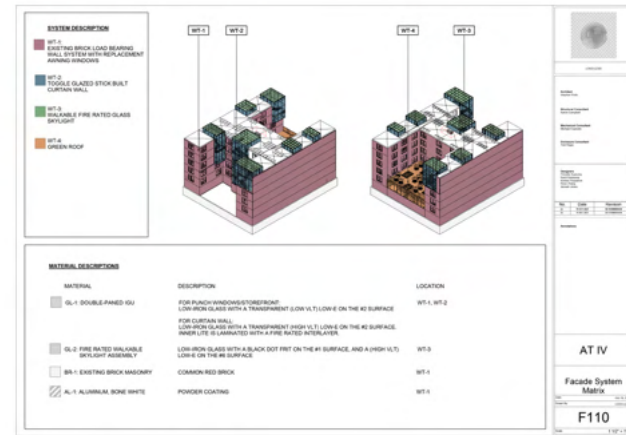 SYSTEM DESCRIPTION
WT-1
EXISTING BRICK LOAD BEARING
WALL SYSTEM WITH REPLACEMENT
AWNING WINDOWS
WT-2
TOGGLE GLAZED STICK BUILT
CURTAIN WALL
WT-3
WALKABLE FIRE RATED GLASS
SKYLIGHT
WT-4
GREEN ROOF
WT-1
WT-2
WT-4
WT-3
MATERIAL DESCRIPTIONS
MATERIAL
DESCRIPTION
LOCATION
GL-1: DOUBLE-PANED IGU
FOR PUNCH WINDOWS/STOREFRONT:
LOW-IRON GLASS WITH A TRANSPARENT (LOW VLT) LOW-E ON THE #2 SURFACE
WT-1, WT-2
FOR CURTAIN WALL:
LOW-IRON GLASS WITH A TRANSPARENT (HIGH VLT) LOW-E ON THE #2 SURFACE.
INNER LITE IS LAMINATED WITH A FIRE RATED INTERLAYER.
GL-2: FIRE RATED WALKABLE
SKYLIGHT ASSEMBLY
LOW-IRON GLASS WITH A BLACK DOT FRIT ON THE #1 SURFACE, AND A (HIGH VLT)
LOW-E ON THE #6 SURFACE
WT-3
BR-1: EXISTING BRICK MASONRY
COMMON RED BRICK
WT-1
AL-1: ALUMINUM, BONE WHITE
POWDER COATING
WT-1
No.
Date
AT IV
Facade System
Matrix
F110